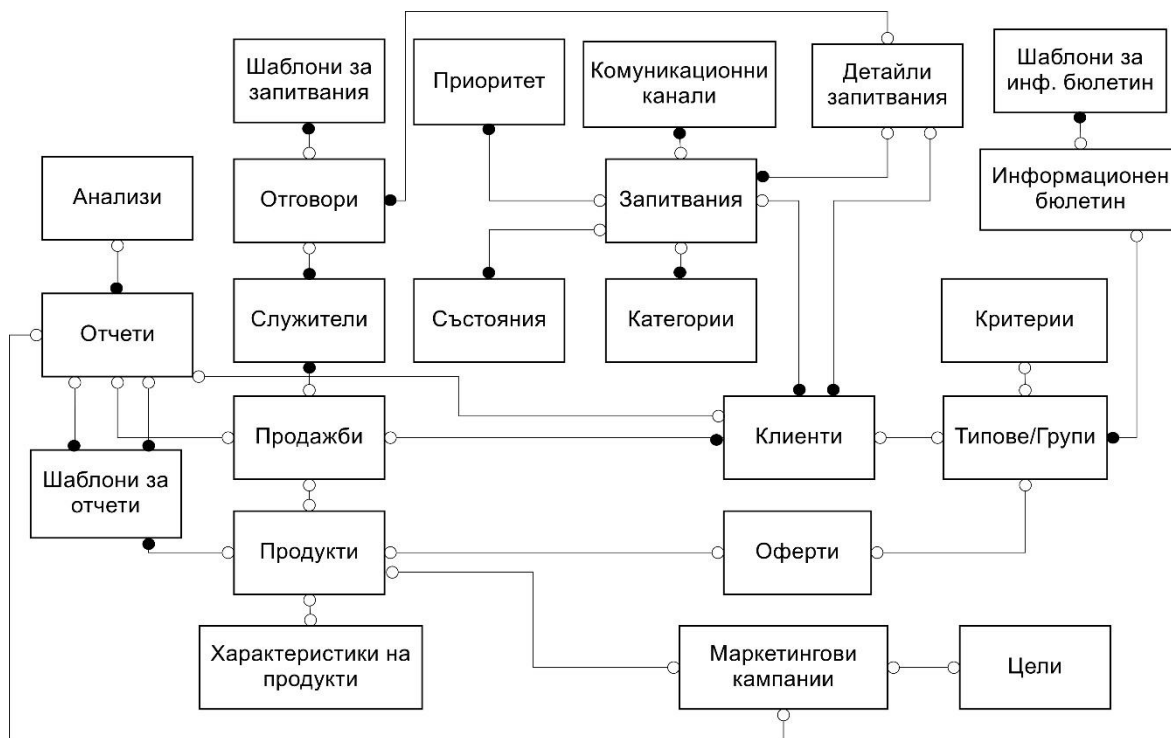 Шаблони за
запитвания
Приоритет
Комуникационни
канали
Детайли
запитвания
Шаблони за
инф. бюлетин
Анализи
Отговори
Запитвания
Информационен
бюлетин
Отчети
Служители
Състояния
Категории
Критерии
Продажби
Клиенти
Типове/Групи
Шаблони за
отчети
Продукти
Оферти
Характеристики на
продукти
Маркетингови
кампании
Цели